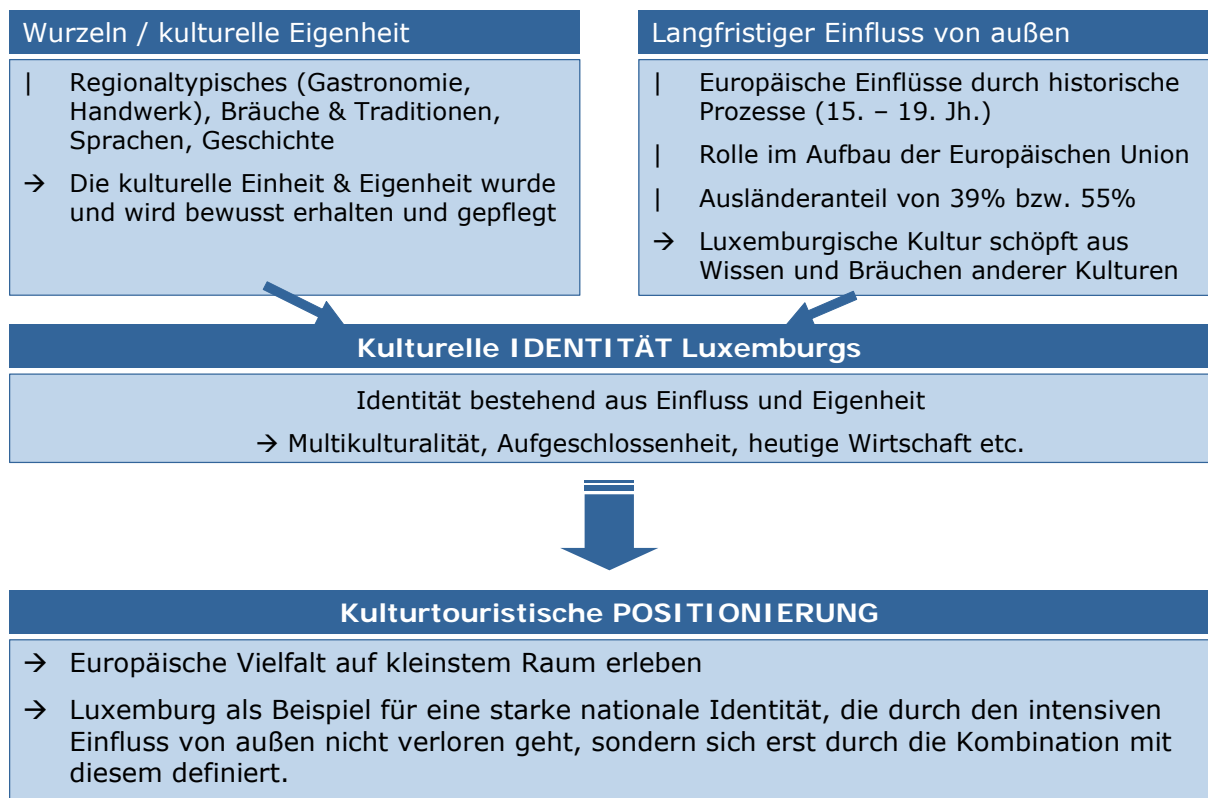 Wurzeln / kulturelle Eigenheit
| Regionaltypisches (Gastronomie,
Handwerk), Bräuche & Traditionen,
Sprachen, Geschichte
→ Die kulturelle Einheit & Eigenheit wurde
und wird bewusst erhalten und gepflegt
Langfristiger Einfluss von außen
| Europäische Einflüsse durch historische
Prozesse (15. – 19. Jh.)
| Rolle im Aufbau der Europäischen Union
| Ausländeranteil von 39% bzw. 55%
→ Luxemburgische Kultur schöpft aus
Wissen und Bräuchen anderer Kulturen
Kulturelle IDENTITÄT Luxemburgs
Identität bestehend aus Einfluss und Eigenheit
→ Multikulturalität, Aufgeschlossenheit, heutige Wirtschaft etc.
Kulturtouristische POSITIONIERUNG
→ Europäische Vielfalt auf kleinstem Raum erleben
→ Luxemburg als Beispiel für eine starke nationale Identität, die durch den intensiven
Einfluss von außen nicht verloren geht, sondern sich erst durch die Kombination mit
diesem definiert.